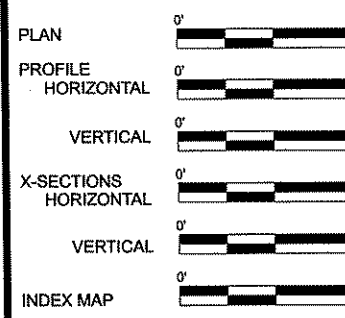 0'
PLAN
0'
PROFILE
HORIZONTAL
0'
VERTICAL
0'
X-SECTIONS
HORIZONTAL
0'
VERTICAL
0'
INDEX MAP